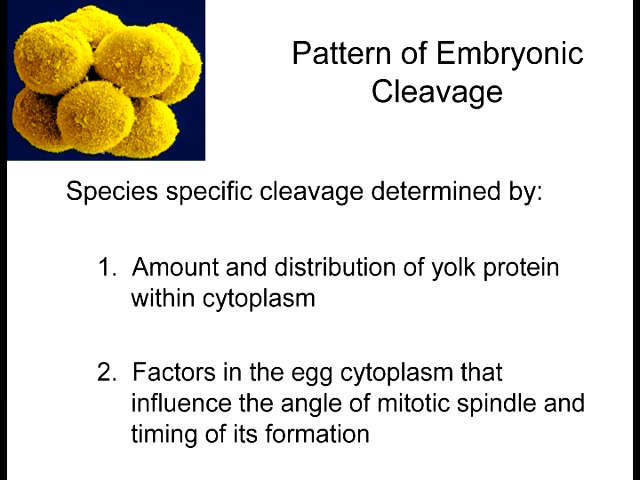 Pattern of Embryonic
Cleavage
Species specific cleavage determined by:
1. Amount and distribution of yolk protein
within cytoplasm
2. Factors in the egg cytoplasm that
influence the angle of mitotic spindle and
timing of its formation